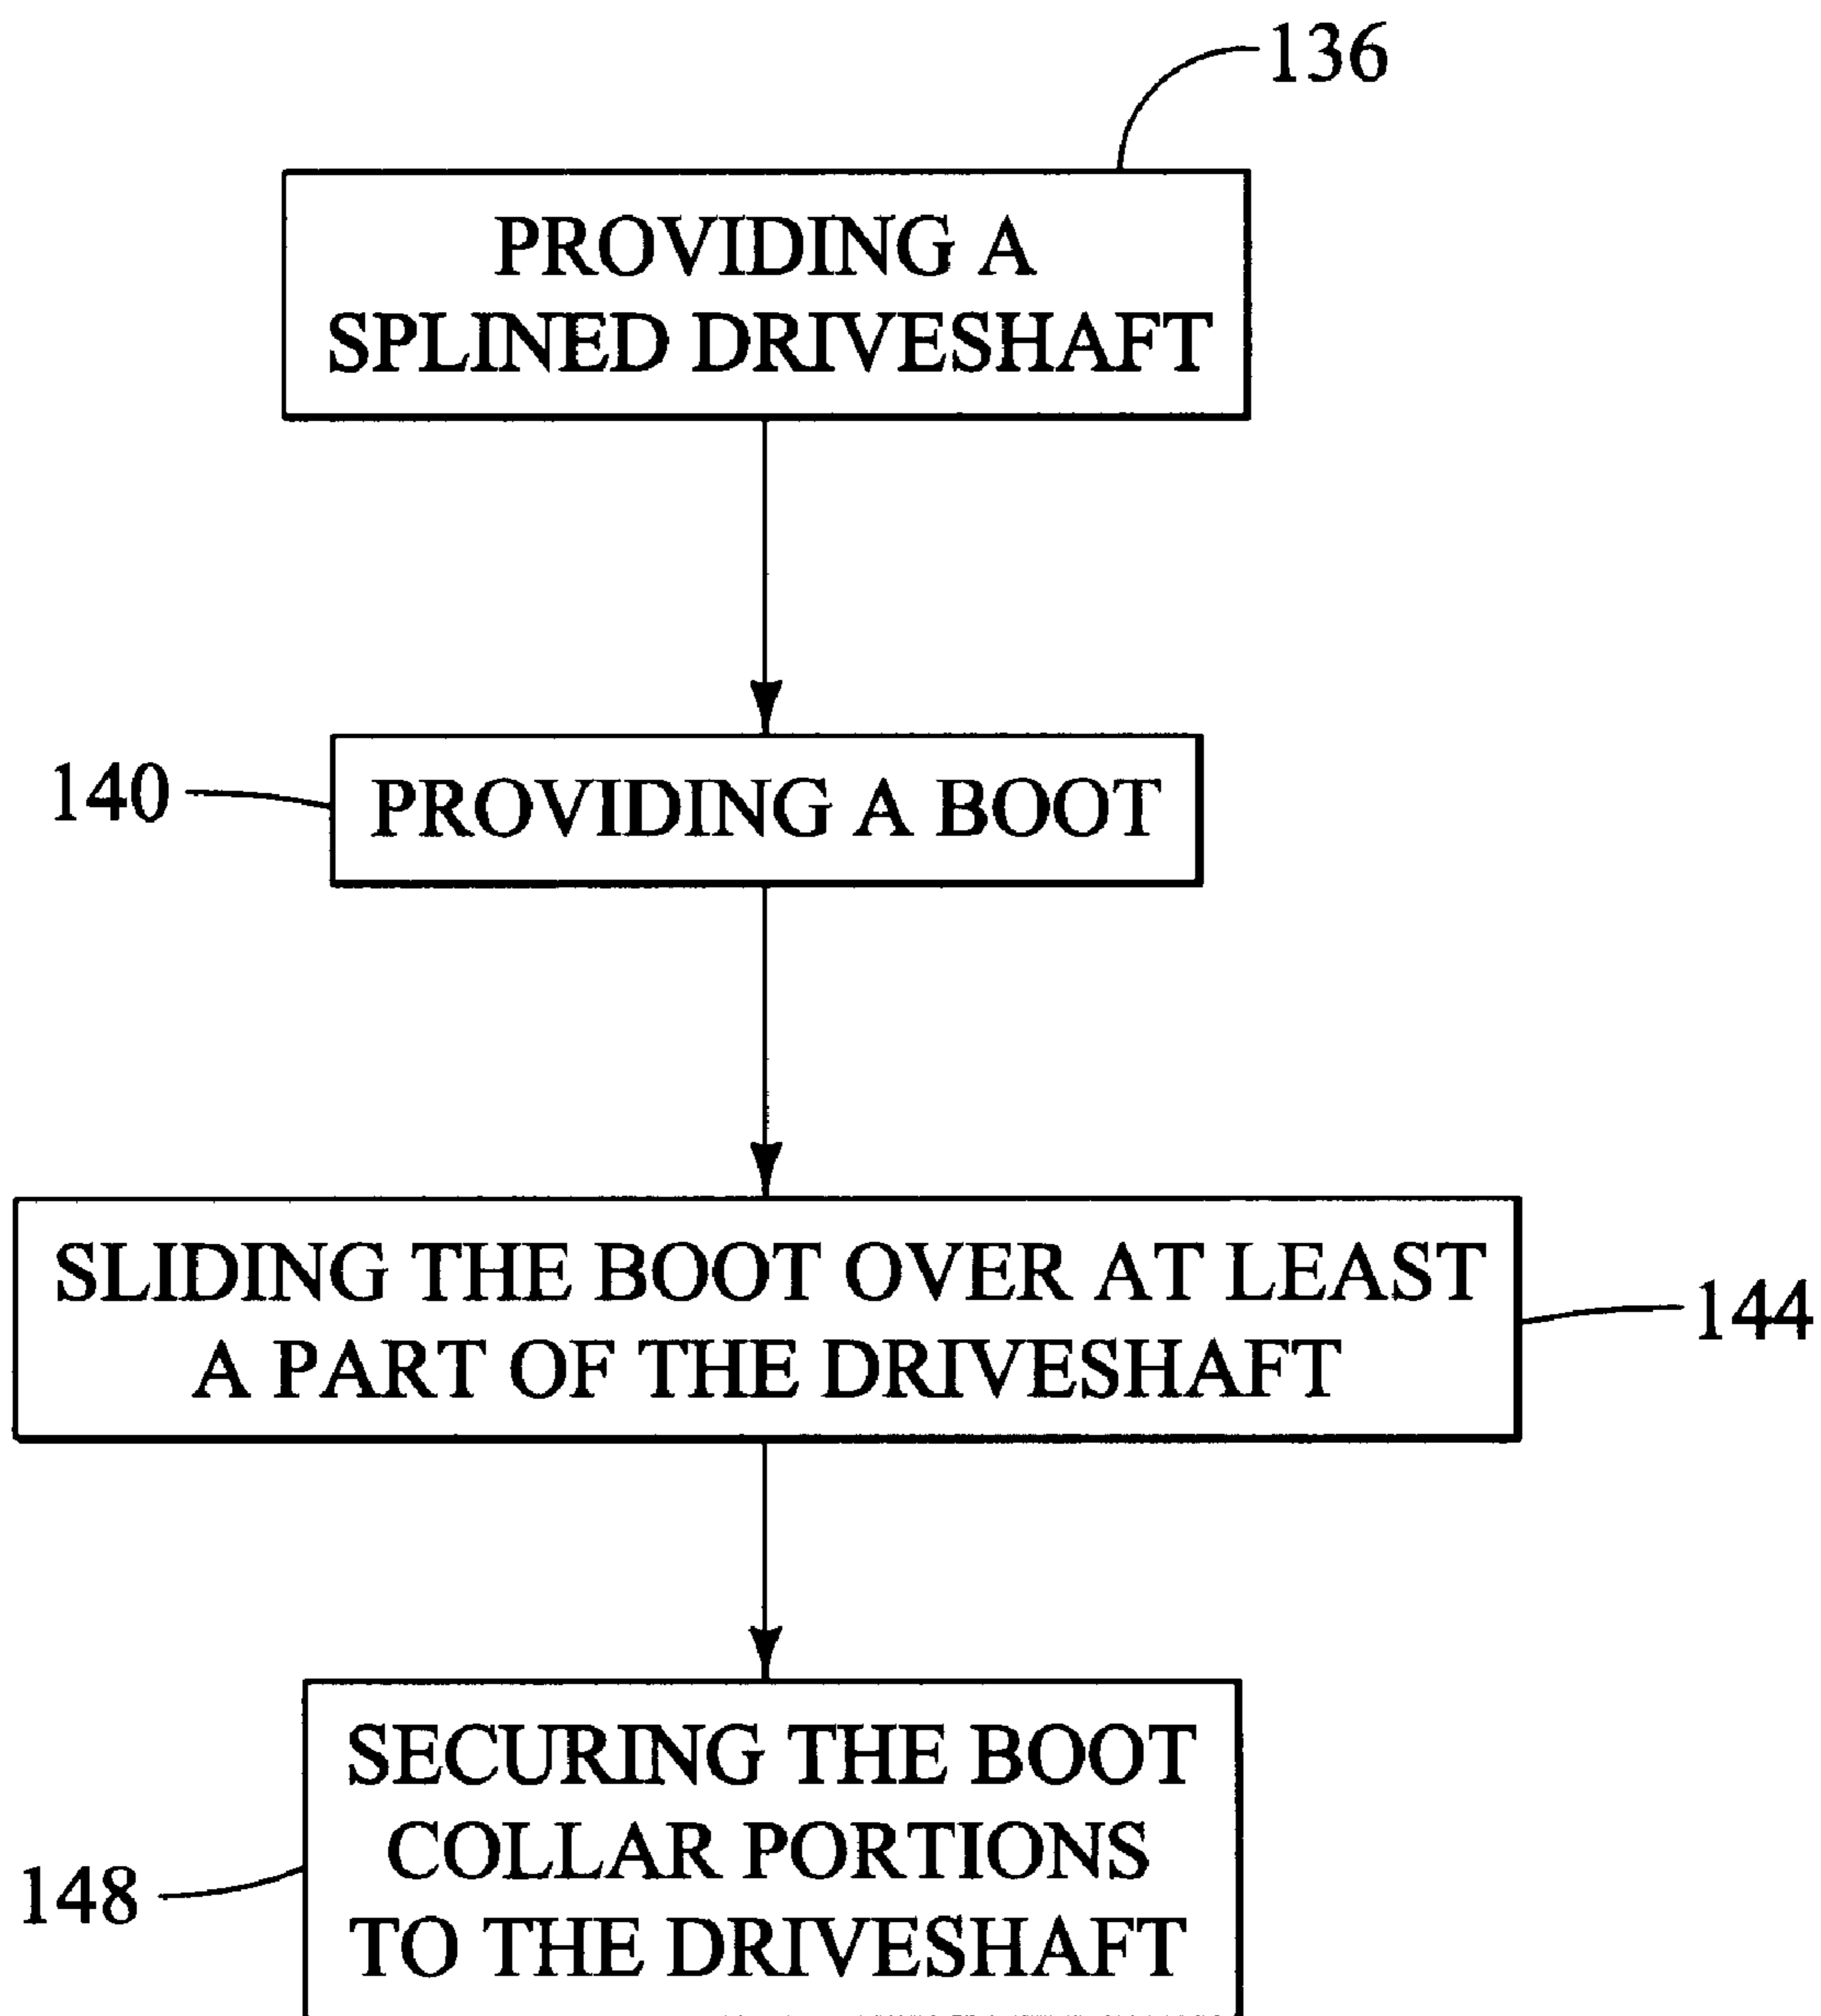 136
PROVIDING A
SPLINED DRIVESHAFT
140
PROVIDING A BOOT
SLIDING THE BOOT OVER AT LEAST
A PART OF THE DRIVESHAFT
144
SECURING THE BOOT
COLLAR PORTIONS
TO THE DRIVESHAFT
148